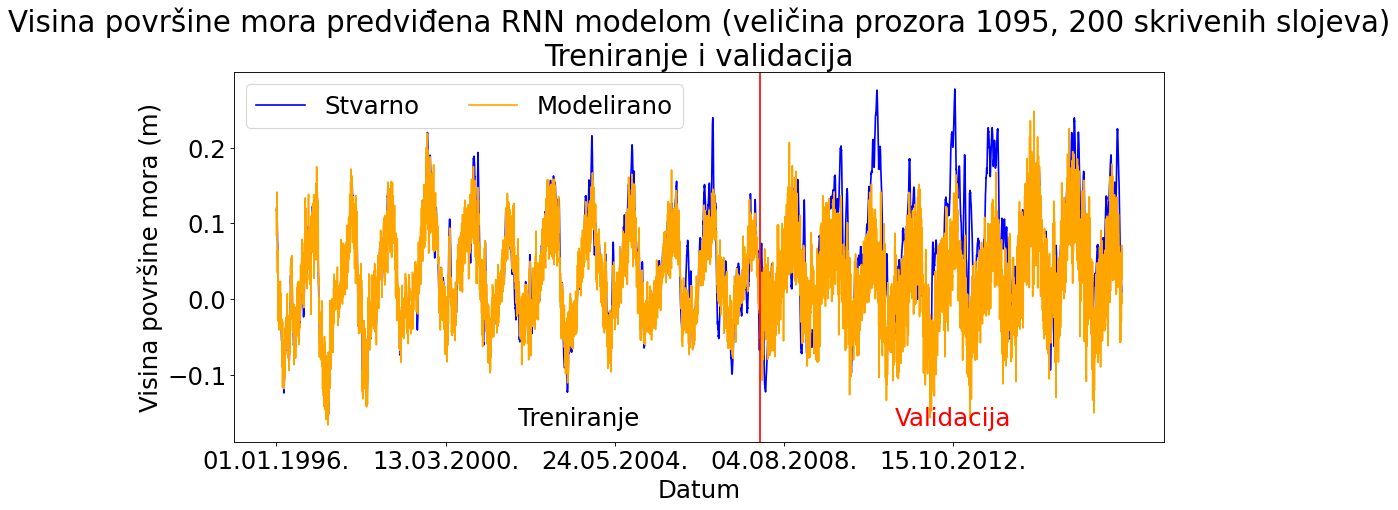 Visina površine mora predviđena RNN modelom (veličina prozora 1095, 200 skrivenih slojeva)
Treniranje i validacija
Stvarno
Modelirano
Visina površine mora (m)
0.2
0.1
0.0
−0.1
Treniranje
Validacija
01.01.1996.
13.03.2000.
24.05.2004.
04.08.2008.
15.10.2012.
Datum